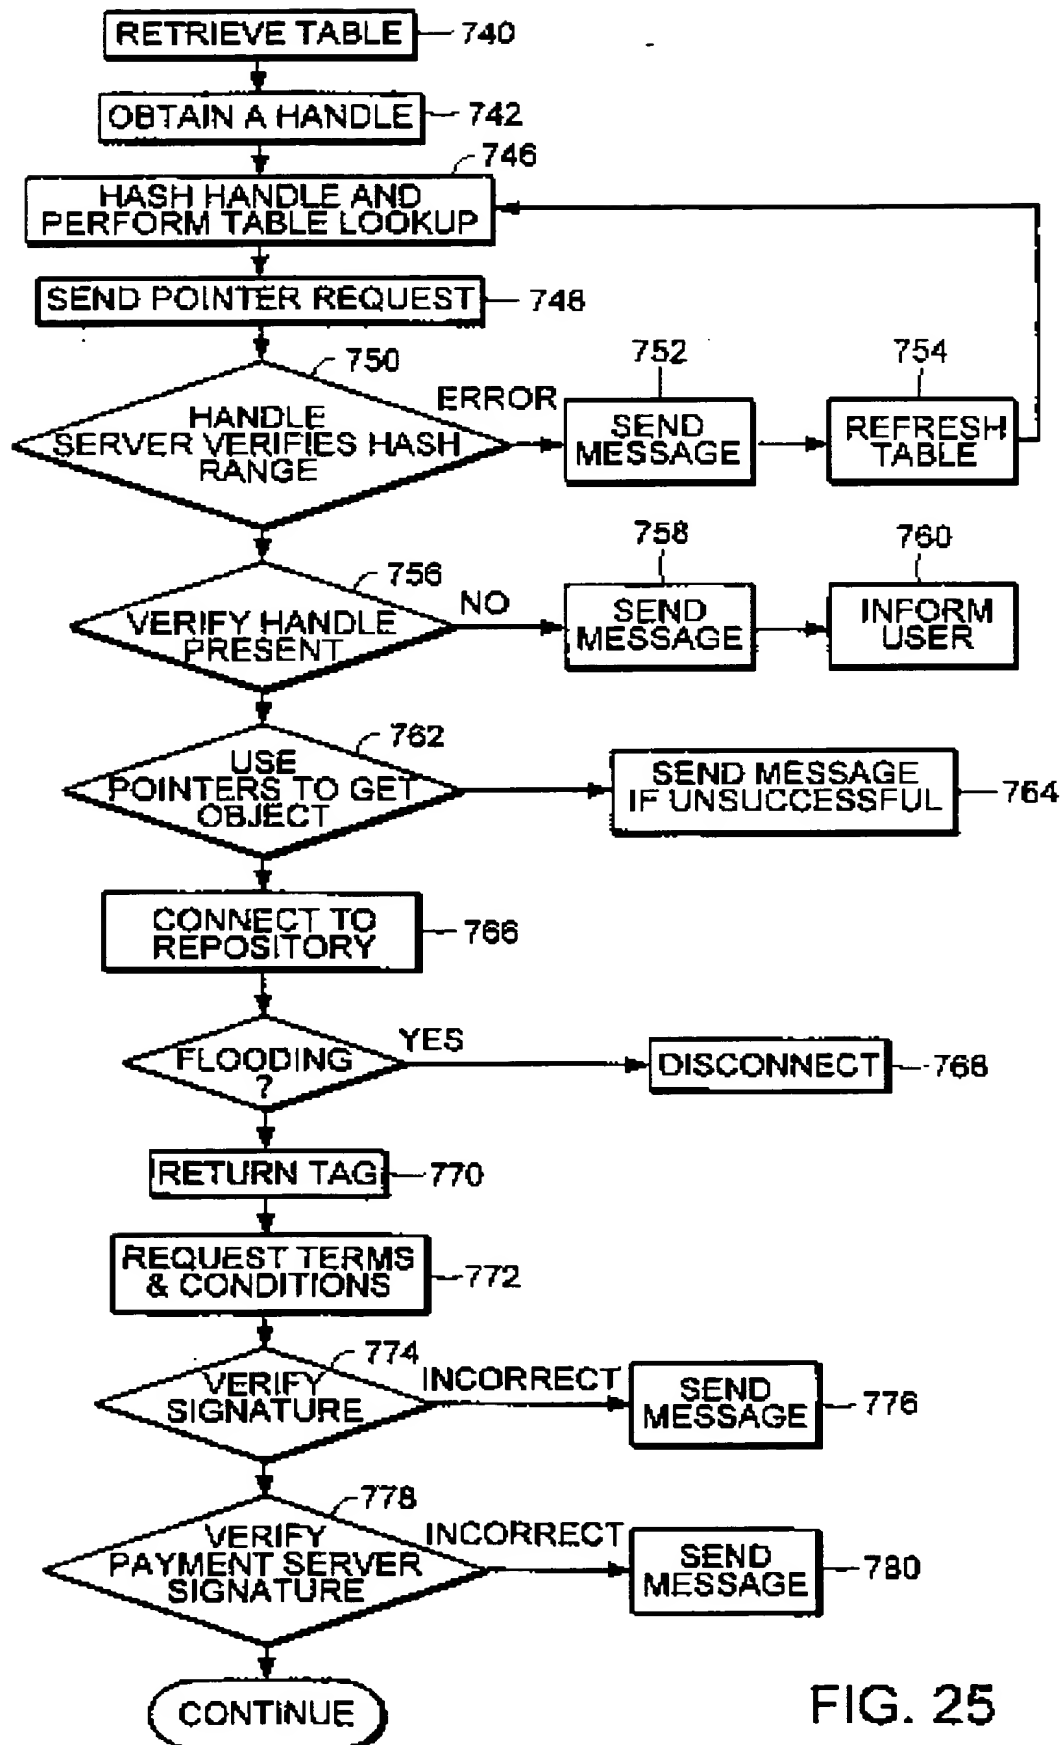 RETRIEVE TABLE 740
OBTAIN A HANDLE 742
746
HASH HANDLE AND
PERFORM TABLE LOOKUP
SEND POINTER REQUEST 748
750
HANDLE
SERVER VERIFIES HASH
RANGE
ERROR
752
SEND
MESSAGE
754
REFRESH
TABLE
756
VERIFY HANDLE
PRESENT
NO
758
SEND
MESSAGE
760
INFORM
USER
762
USE
POINTERS TO GET
OBJECT
SEND MESSAGE
IF UNSUCCESSFUL
764
CONNECT TO
REPOSITORY
766
FLOODING
?
YES
DISCONNECT 768
RETURN TAG 770
REQUEST TERMS
& CONDITIONS
772
774
VERIFY
SIGNATURE
INCORRECT
SEND
MESSAGE
776
778
VERIFY
PAYMENT SERVER
SIGNATURE
INCORRECT
SEND
MESSAGE
780
CONTINUE
FIG. 25